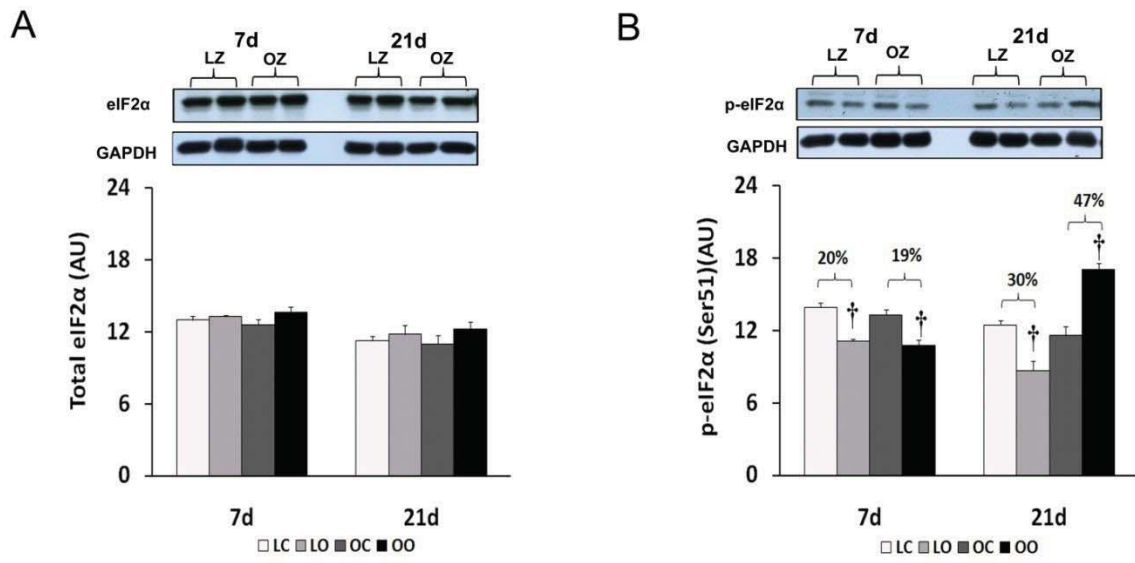 A
7d 21d
LZ OZ LZ OZ
eIF2α
GAPDH
24
18
12
6
0
Total eIF2α (AU)
7d 21d
LC LO OC OO
B
7d 21d
LZ OZ LZ OZ
p-eIF2α
GAPDH
24
18
12
6
0
p-eIF2α (Ser51)(AU)
20% 19% 30% 47%
† † † †
7d 21d
LC LO OC OO